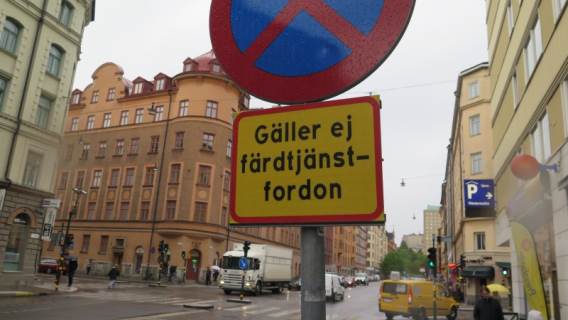 Gäller ej
färdtjänst-
fordon
P